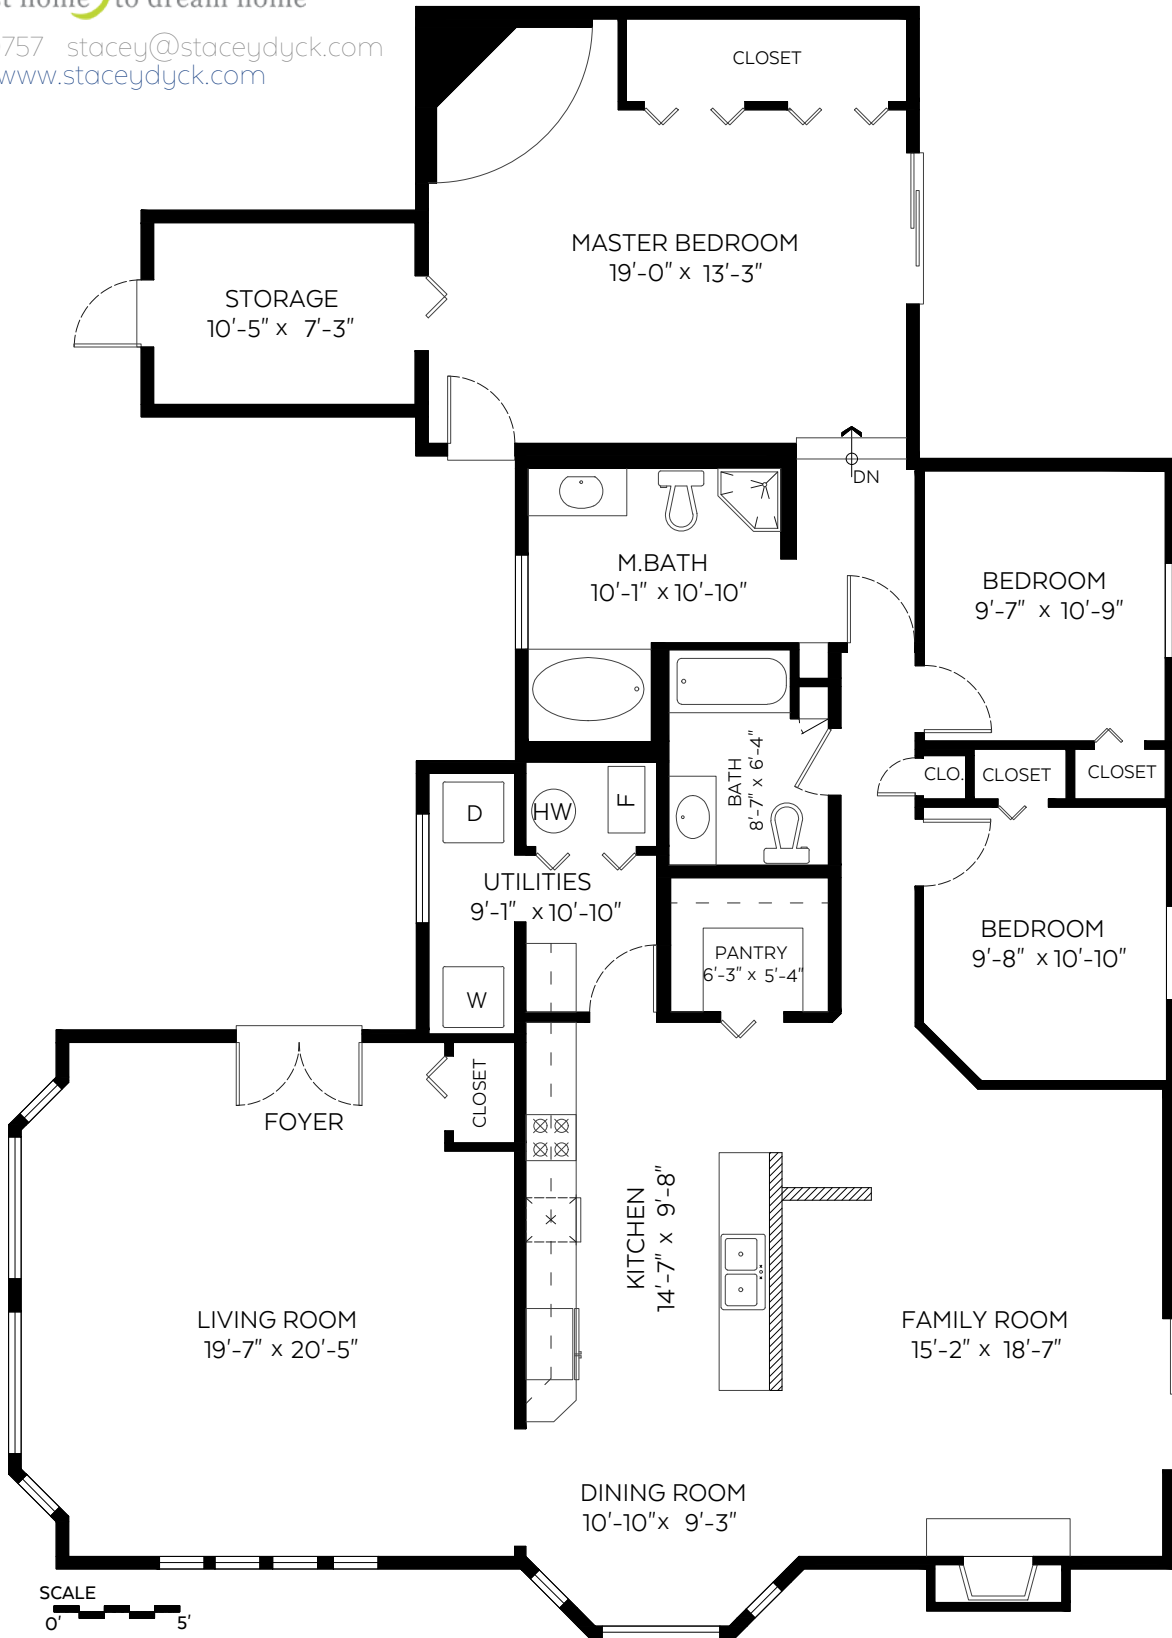 home to dream home
757 stacey@staceydyck.com
www.staceydyck.com
CLOSET
MASTER BEDROOM
19'-0" x 13'-3"
STORAGE
10'-5" x 7'-3"
DN
M.BATH
10'-1" x 10'-10"
BEDROOM
9'-7" x 10'-9"
BATH
8'-7" x 6'-4"
CLO.
CLOSET
CLOSET
D
HW
F
UTILITIES
9'-1" x 10'-10"
W
PANTRY
6'-3" x 5'-4"
BEDROOM
9'-8" x 10'-10"
CLOSET
FOYER
KITCHEN
14'-7" x 9'-8"
LIVING ROOM
19'-7" x 20'-5"
FAMILY ROOM
15'-2" x 18'-7"
DINING ROOM
10'-10" x 9'-3"
SCALE
0' 5'